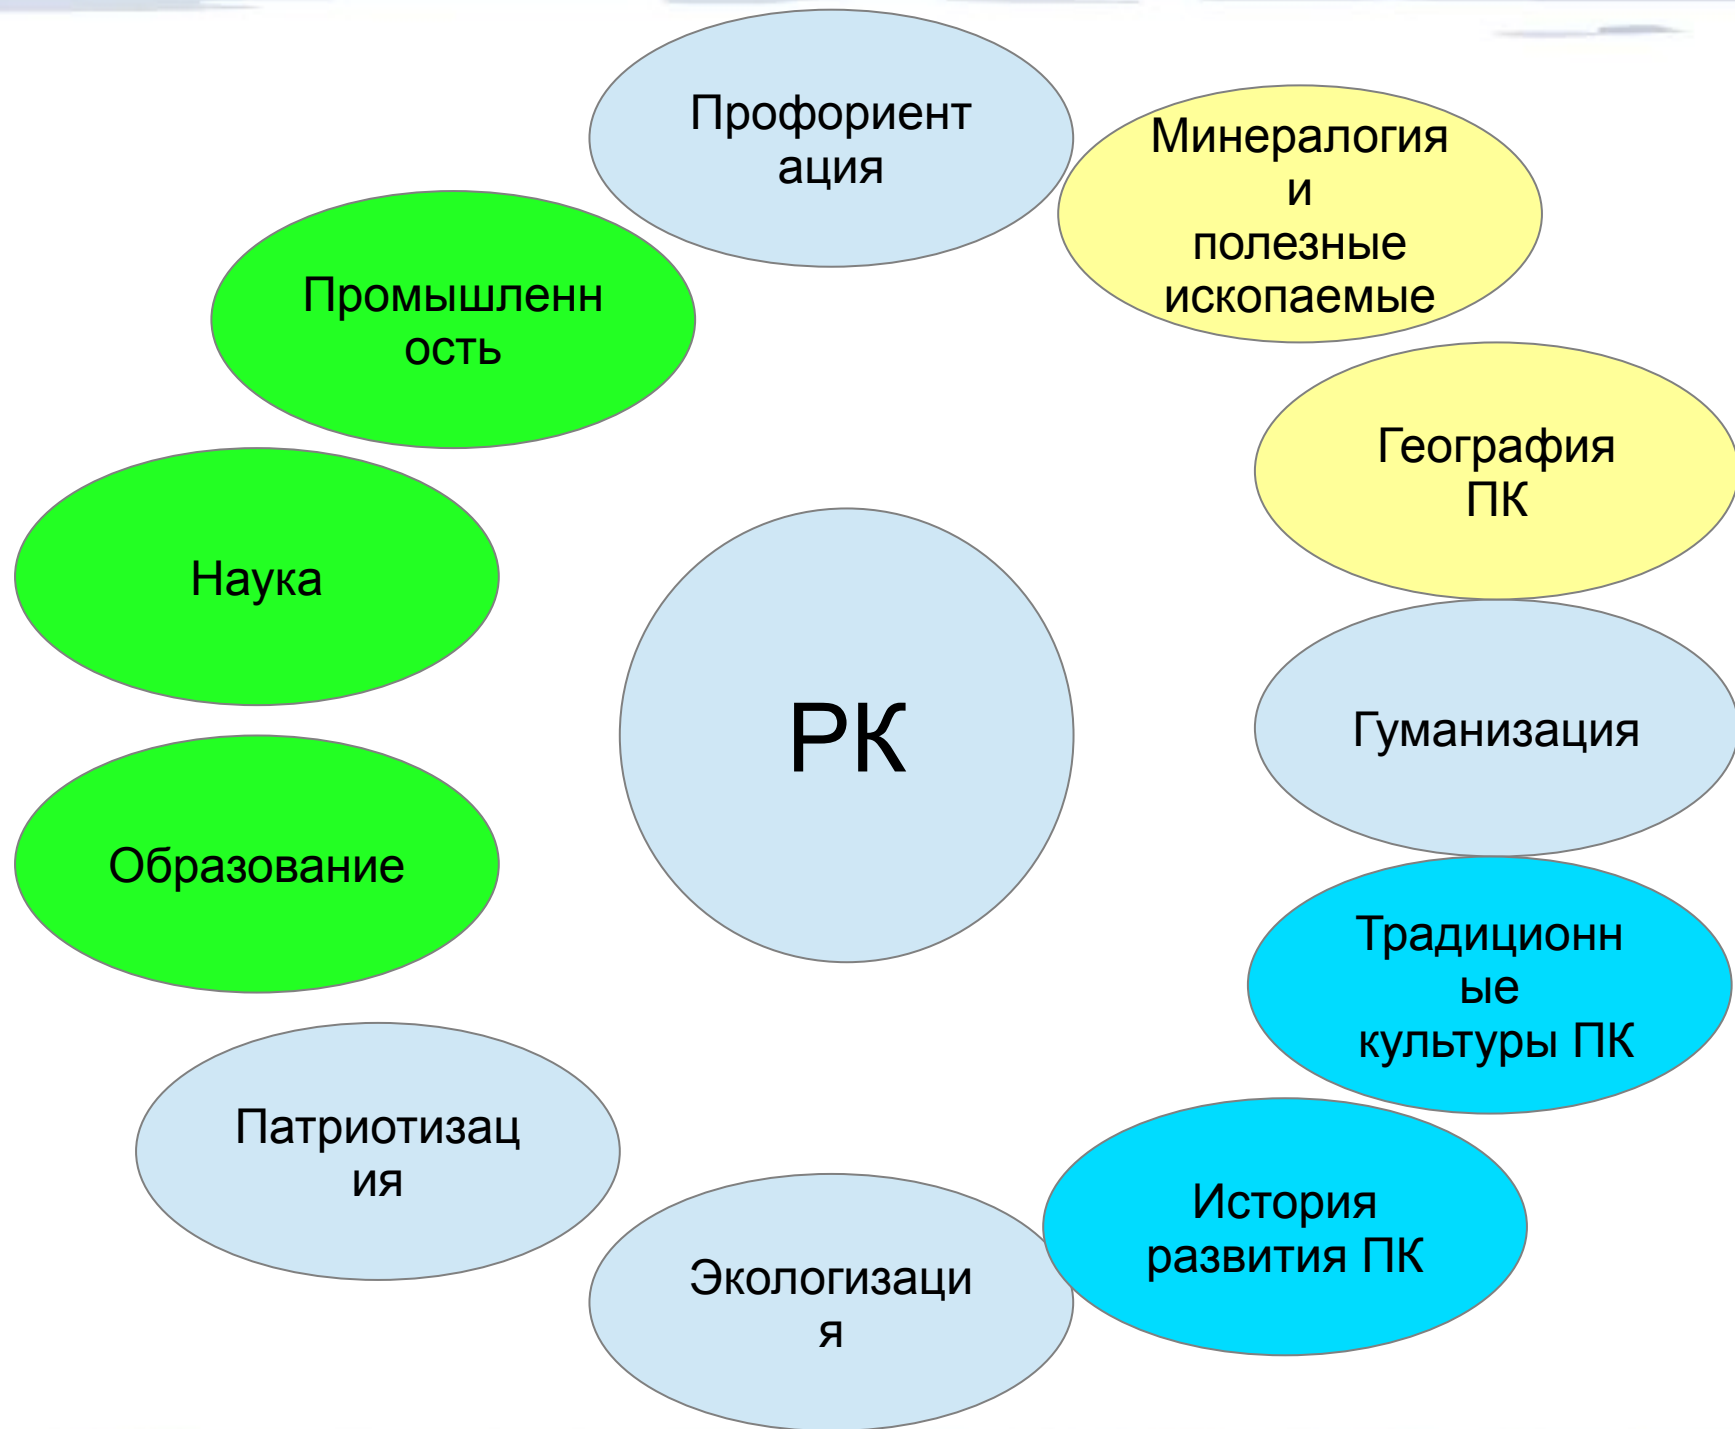 Профориент
ация
Минералогия
и
полезные
ископаемые
Промышленн
ость
География
ПК
Наука
РК
Гуманизация
Образование
Традиционн
ые
культуры ПК
Патриотизац
ия
История
развития ПК
Экологизаци
я